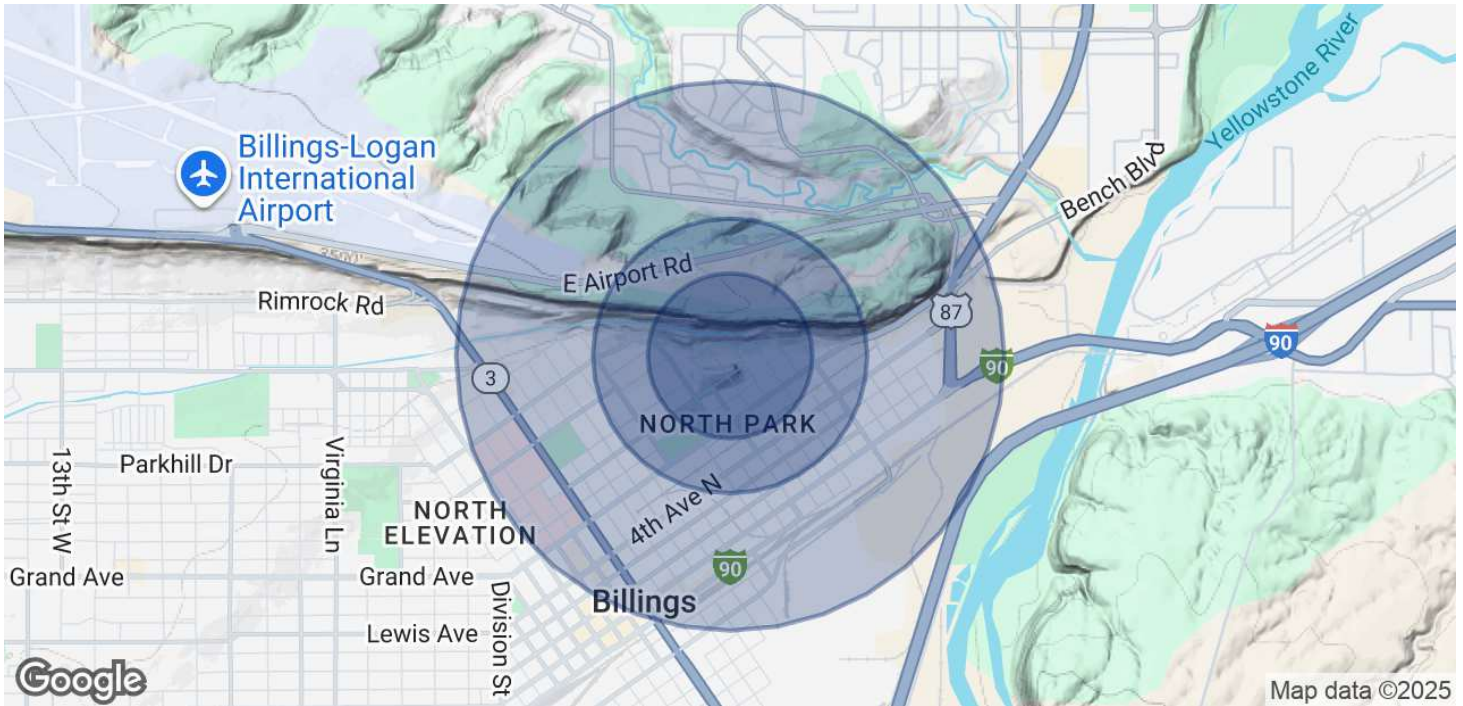 Yellowstone River
Billings-Logan
International
Airport
Bench Blvd
E Airport Rd
Rimrock Rd
87
90
90
3
NORTH PARK
13th St W
Parkhill Dr
Virginia Ln
NORTH
ELEVATION
4th Ave N
90
Grand Ave
Grand Ave
Division St
Billings
Lewis Ave
Google
Map data ©2025